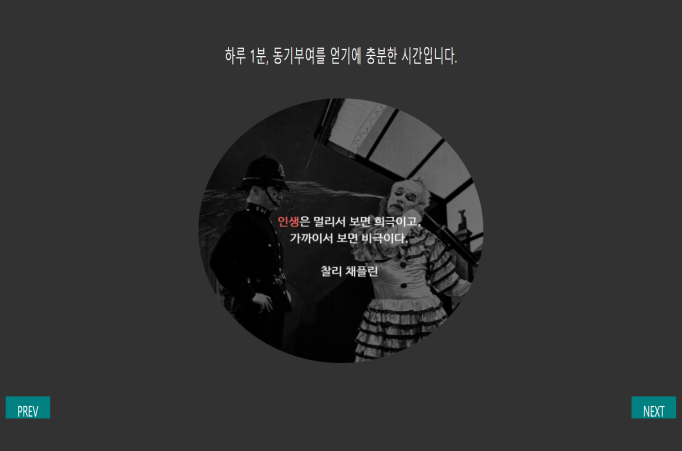 하루 1분, 동기부여를 얻기에 충분한 시간입니다.
인생은 멀리서 보면 희극이고,
가까이서 보면 비극이다.
찰리 채플린
PREV
NEXT